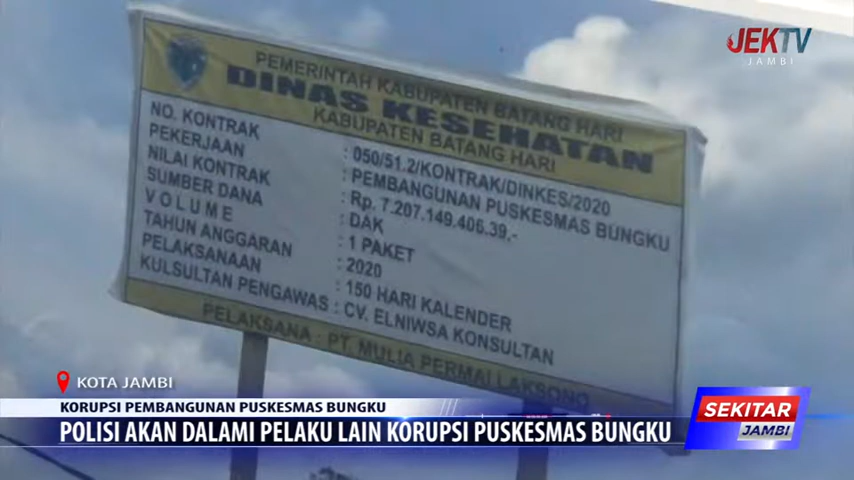 JEKTV
JAMBI
PEMERINTAH KABUPATEN BATANG HARI
DINAS KESEHATAN
KABUPATEN BATANG HARI
NO. KONTRAK : 050/51.2/KONTRAK/DINKES/2020
PEKERJAAN : PEMBANGUNAN PUSKESMAS BUNGKU
NILAI KONTRAK : Rp. 7.207.149.406.39,-
SUMBER DANA : DAK
V O L U M E : 1 PAKET
TAHUN ANGGARAN : 2020
PELAKSANAAN : 150 HARI KALENDER
KULSULTAN PENGAWAS : CV. ELNIWSA KONSULTAN
PELAKSANA : PT. MULIA PERMAI LAKSONO
KOTA JAMBI
KORUPSI PEMBANGUNAN PUSKESMAS BUNGKU
POLISI AKAN DALAMI PELAKU LAIN KORUPSI PUSKESMAS BUNGKU
SEKITAR
JAMBI